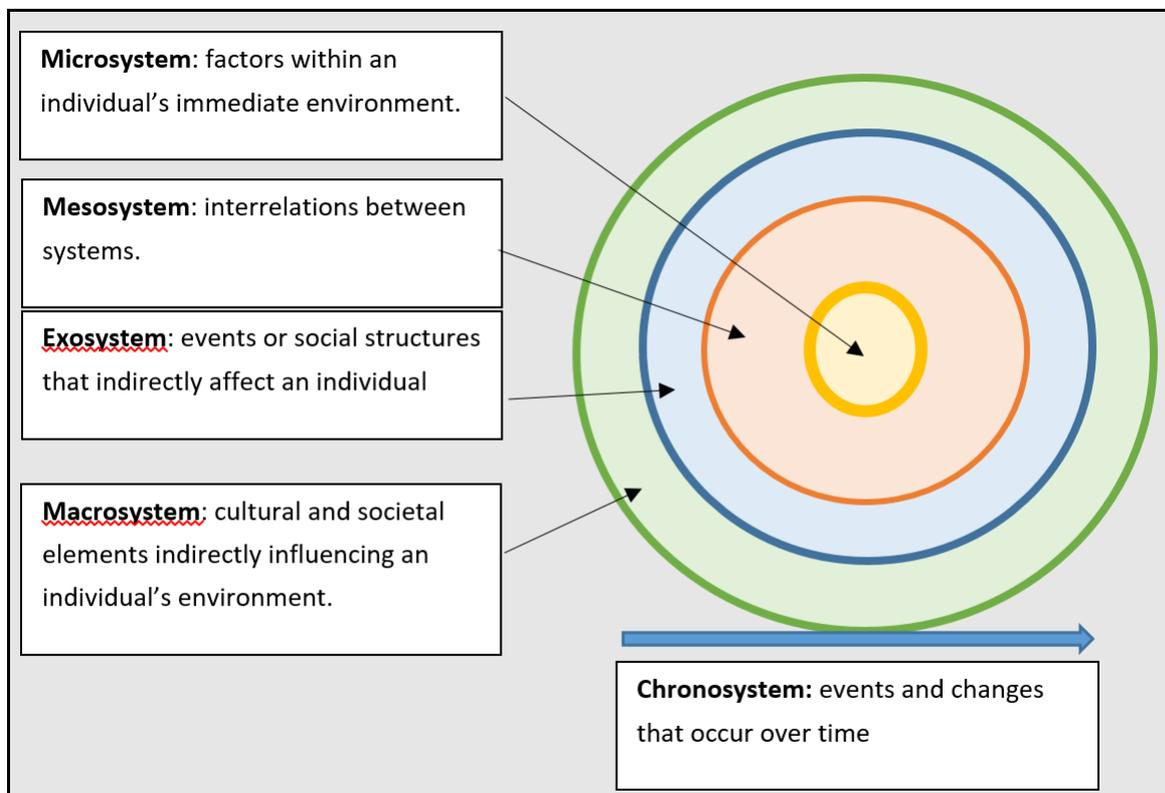 Microsystem: factors within an
individual’s immediate environment.
Mesosystem: interrelations between
systems.
Exosystem: events or social structures
that indirectly affect an individual
Macrosystem: cultural and societal
elements indirectly influencing an
individual’s environment.
Chronosystem: events and changes
that occur over time